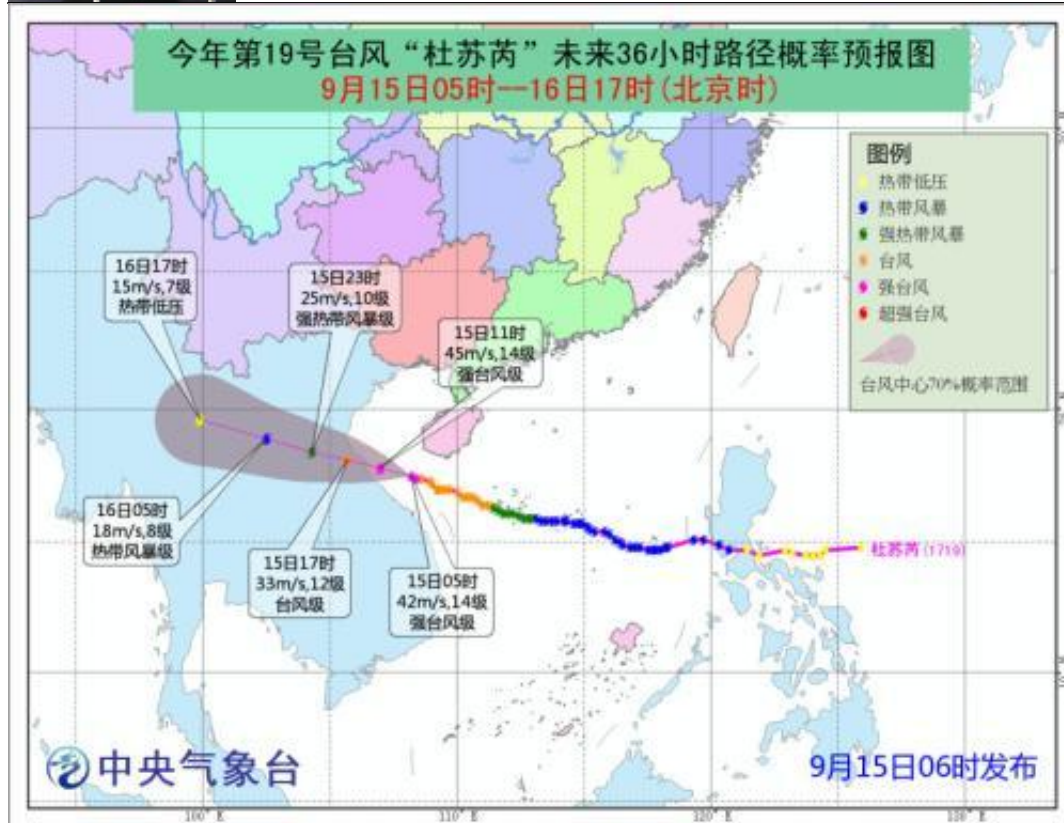 今年第19号台风“杜苏芮”未来36小时路径概率预报图
9月15日05时--16日17时(北京时)
图例
热带低压
热带风暴
强热带风暴
台风
强台风
超强台风
台风中心70%概率范围
16日17时
15m/s,7级
热带低压
15日23时
25m/s,10级
强热带风暴级
15日11时
45m/s,14级
强台风级
16日05时
18m/s,8级
热带风暴级
15日17时
33m/s,12级
台风级
15日05时
42m/s,14级
强台风级
杜苏芮(1719)
中央气象台
9月15日06时发布
100° E
110° E
120° E
130° E